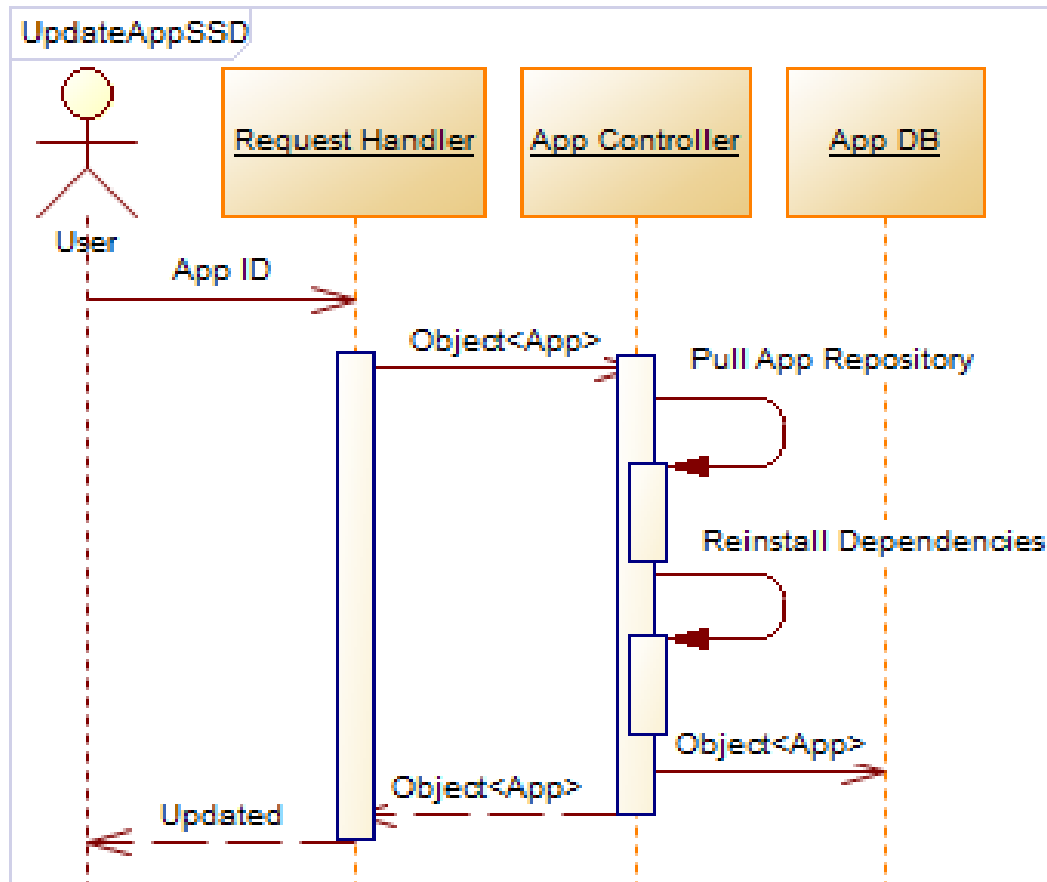 UpdateAppSSD
Request Handler
App Controller
App DB
User
App ID
Object<App>
Pull App Repository
Reinstall Dependencies
Object<App>
Object<App>
Updated